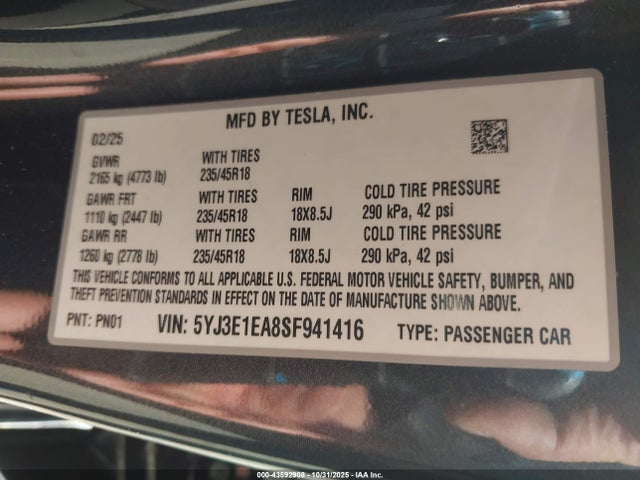 MFD BY TESLA, INC.
02/25
GVWR WITH TIRES
2165 kg (4773 lb) 235/45R18
GAWR FRT WITH TIRES RIM COLD TIRE PRESSURE
1110 kg (2447 lb) 235/45R18 18X8.5J 290 kPa, 42 psi
GAWR RR WITH TIRES RIM COLD TIRE PRESSURE
1260 kg (2778 lb) 235/45R18 18X8.5J 290 kPa, 42 psi
THIS VEHICLE CONFORMS TO ALL APPLICABLE U.S. FEDERAL MOTOR VEHICLE SAFETY, BUMPER, AND
THEFT PREVENTION STANDARDS IN EFFECT ON THE DATE OF MANUFACTURE SHOWN ABOVE.
PNT: PN01 VIN: 5YJ3E1EA8SF941416 TYPE: PASSENGER CAR
000-43592908 - 10/31/2025 - IAA Inc.